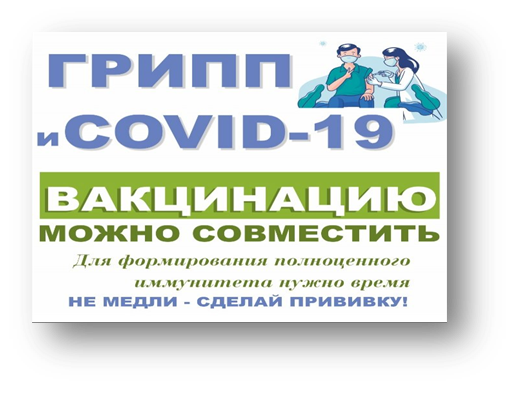 ГРИПП
и COVID-19
ВАКЦИНАЦИЮ
МОЖНО СОВМЕСТИТЬ
Для формирования полноценного
иммунитета нужно время
НЕ МЕДЛИ - СДЕЛАЙ ПРИВИВКУ!